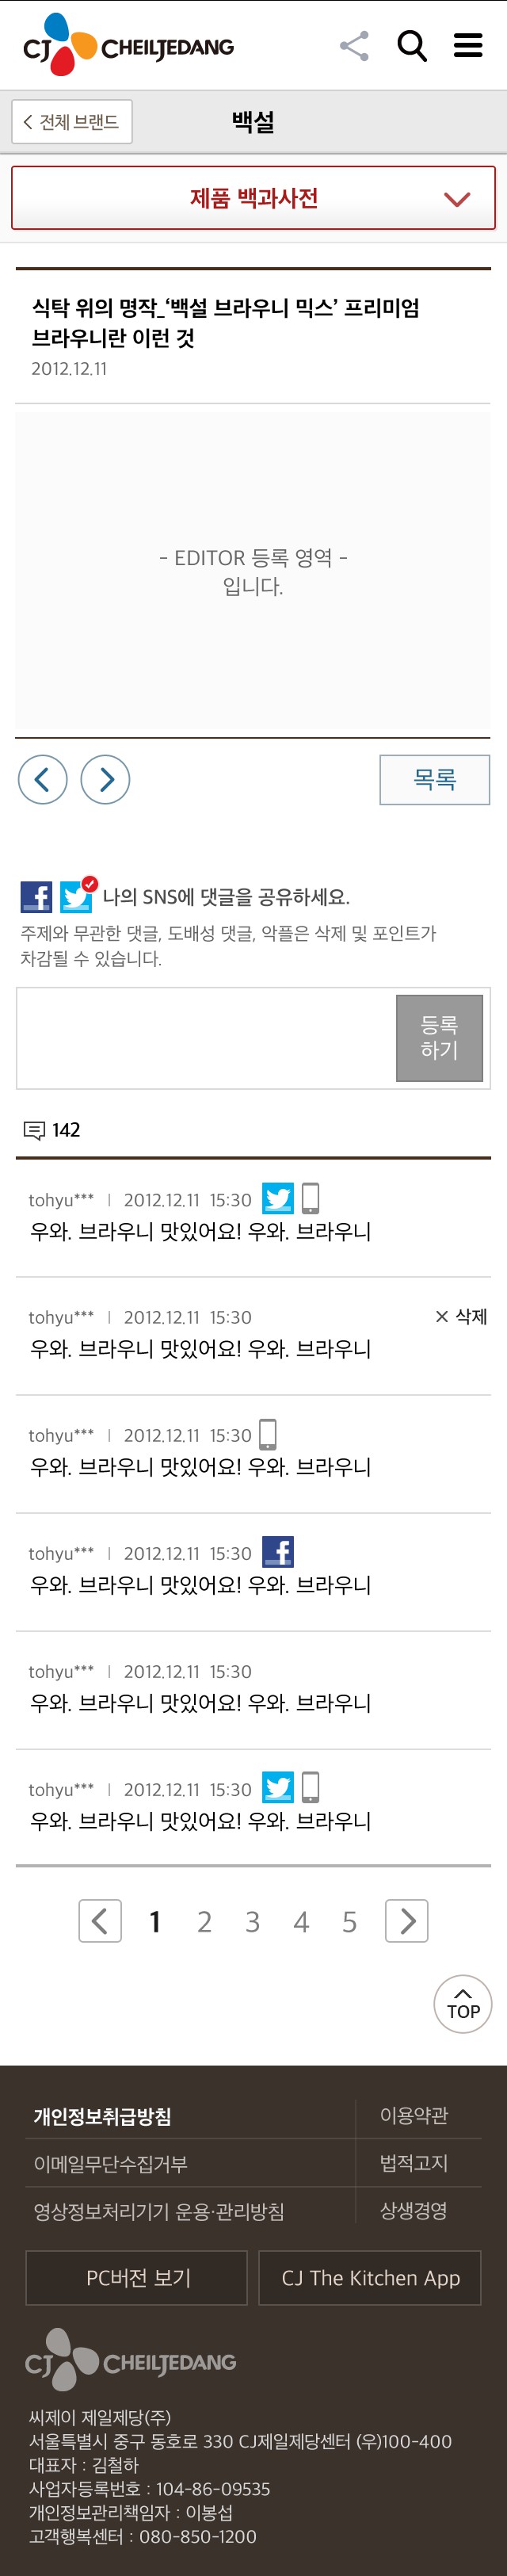 CJ CHEILJEDANG
전체 브랜드
백설
제품 백과사전
식탁 위의 명작_‘백설 브라우니 믹스’ 프리미엄
브라우니란 이런 것
2012.12.11
- EDITOR 등록 영역 -
입니다.
목록
나의 SNS에 댓글을 공유하세요.
주제와 무관한 댓글, 도배성 댓글, 악플은 삭제 및 포인트가
차감될 수 있습니다.
등록
하기
142
tohyu*** | 2012.12.11 15:30
우와. 브라우니 맛있어요! 우와. 브라우니
tohyu*** | 2012.12.11 15:30 × 삭제
우와. 브라우니 맛있어요! 우와. 브라우니
tohyu*** | 2012.12.11 15:30
우와. 브라우니 맛있어요! 우와. 브라우니
tohyu*** | 2012.12.11 15:30
우와. 브라우니 맛있어요! 우와. 브라우니
tohyu*** | 2012.12.11 15:30
우와. 브라우니 맛있어요! 우와. 브라우니
tohyu*** | 2012.12.11 15:30
우와. 브라우니 맛있어요! 우와. 브라우니
1 2 3 4 5
TOP
개인정보취급방침 이용약관
이메일무단수집거부 법적고지
영상정보처리기기 운용·관리방침 상생경영
PC버전 보기 CJ The Kitchen App
CJ CHEILJEDANG
씨제이 제일제당(주)
서울특별시 중구 동호로 330 CJ제일제당센터 (우)100-400
대표자 : 김철하
사업자등록번호 : 104-86-09535
개인정보관리책임자 : 이봉섭
고객행복센터 : 080-850-1200